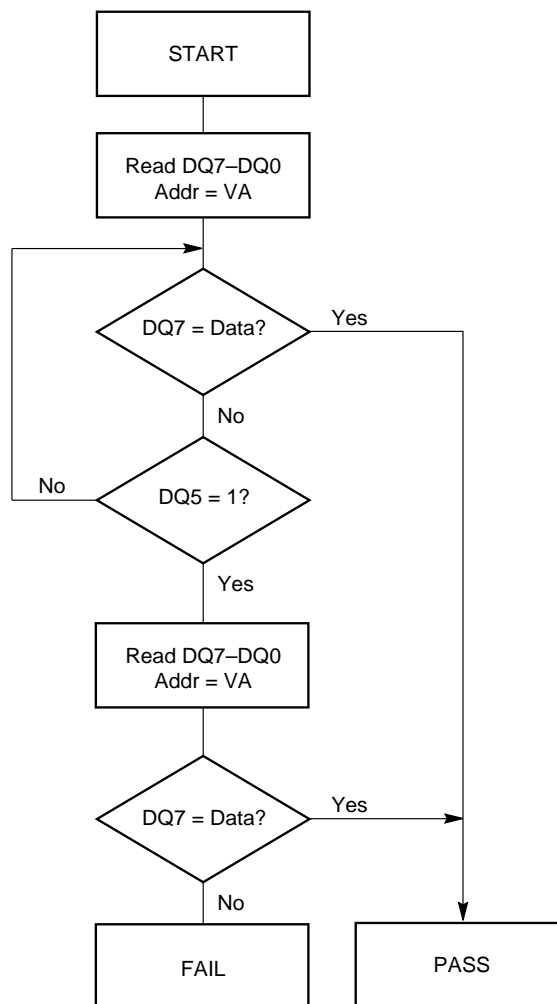 START
Read DQ7–DQ0
Addr = VA
DQ7 = Data?
Yes
No
No
DQ5 = 1?
Yes
Read DQ7–DQ0
Addr = VA
DQ7 = Data?
Yes
No
FAIL
PASS